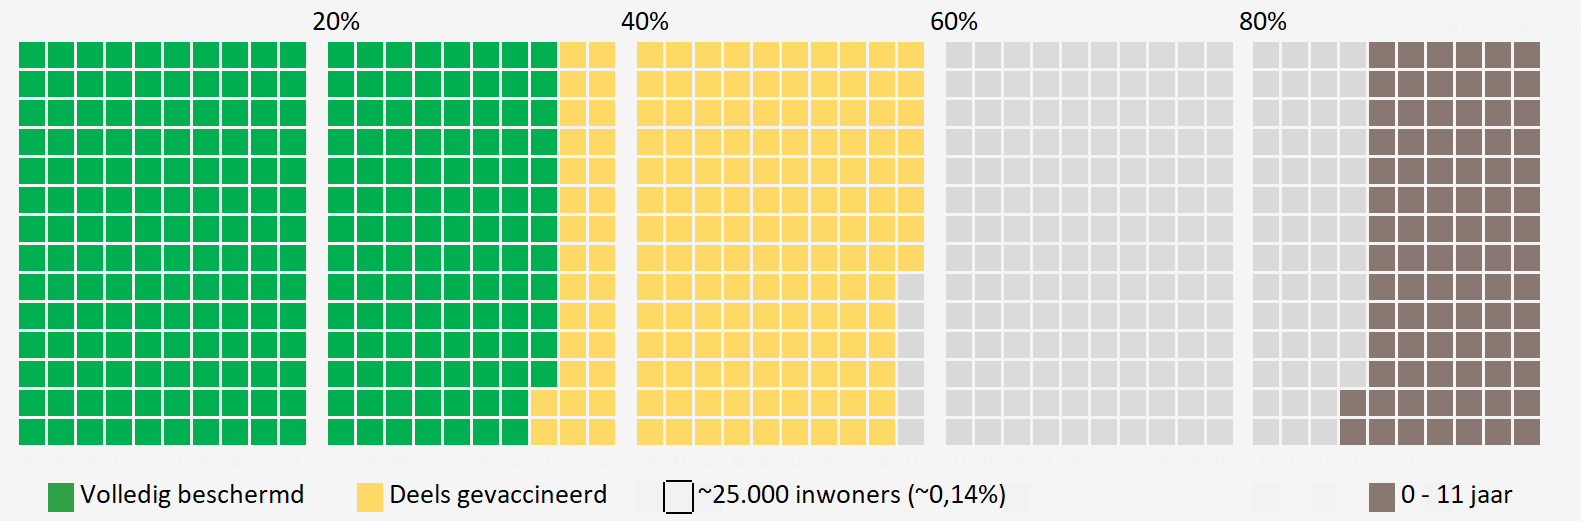 20% 40% 60% 80%
Volledig beschermd Deels gevaccineerd ~25.000 inwoners (~0,14%) 0 - 11 jaar